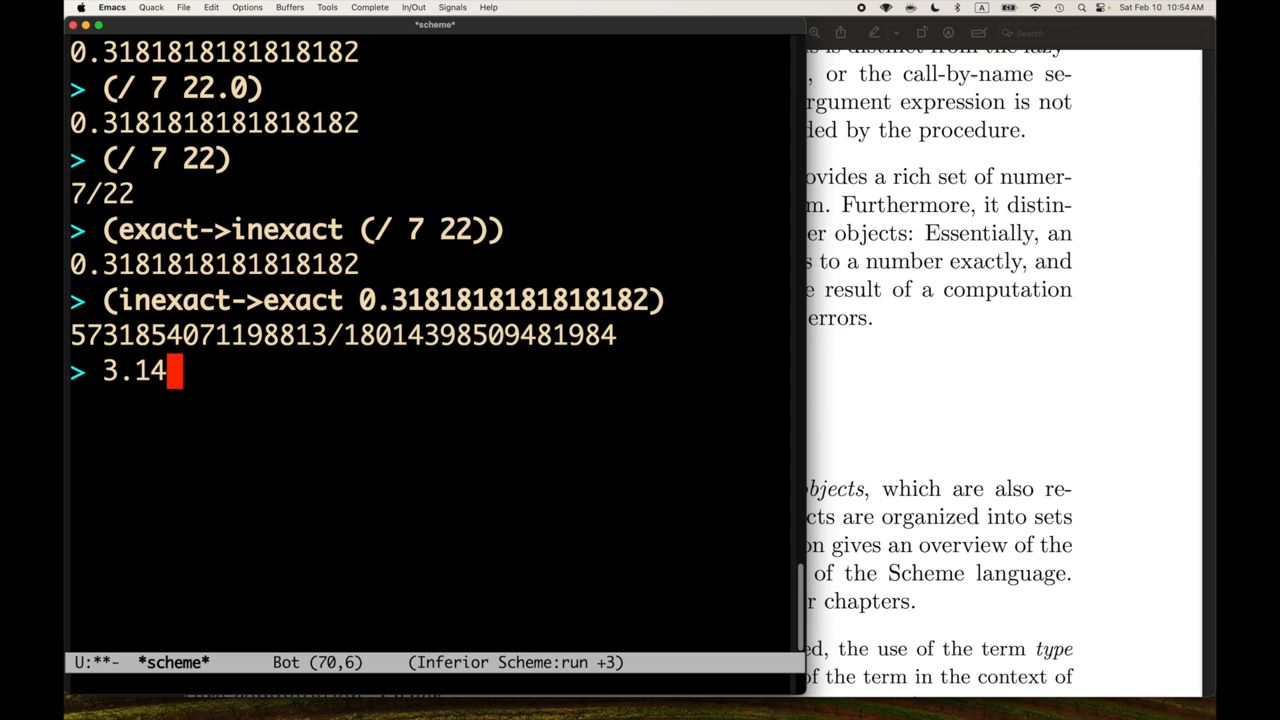 Emacs Quack File Edit Options Buffers Tools Complete In/Out Signals Help
A Sat Feb 10 10:54 AM
*scheme*
Search
0.3181818181818182
> (/ 7 22.0)
0.3181818181818182
> (/ 7 22)
7/22
> (exact->inexact (/ 7 22))
0.3181818181818182
> (inexact->exact 0.3181818181818182)
5731854071198813/18014398509481984
> 3.14
U:**- *scheme* Bot (70,6) (Inferior Scheme:run +3)
is distinct from the lazy
, or the call-by-name se-
rgument expression is not
ded by the procedure.
ovides a rich set of numer-
m. Furthermore, it distin-
er objects: Essentially, an
s to a number exactly, and
e result of a computation
errors.
objects, which are also re-
cts are organized into sets
on gives an overview of the
of the Scheme language.
r chapters.
ed, the use of the term type
of the term in the context of